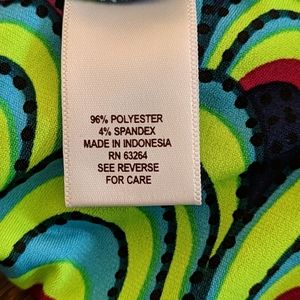 96% POLYESTER
4% SPANDEX
MADE IN INDONESIA
RN 63264
SEE REVERSE
FOR CARE